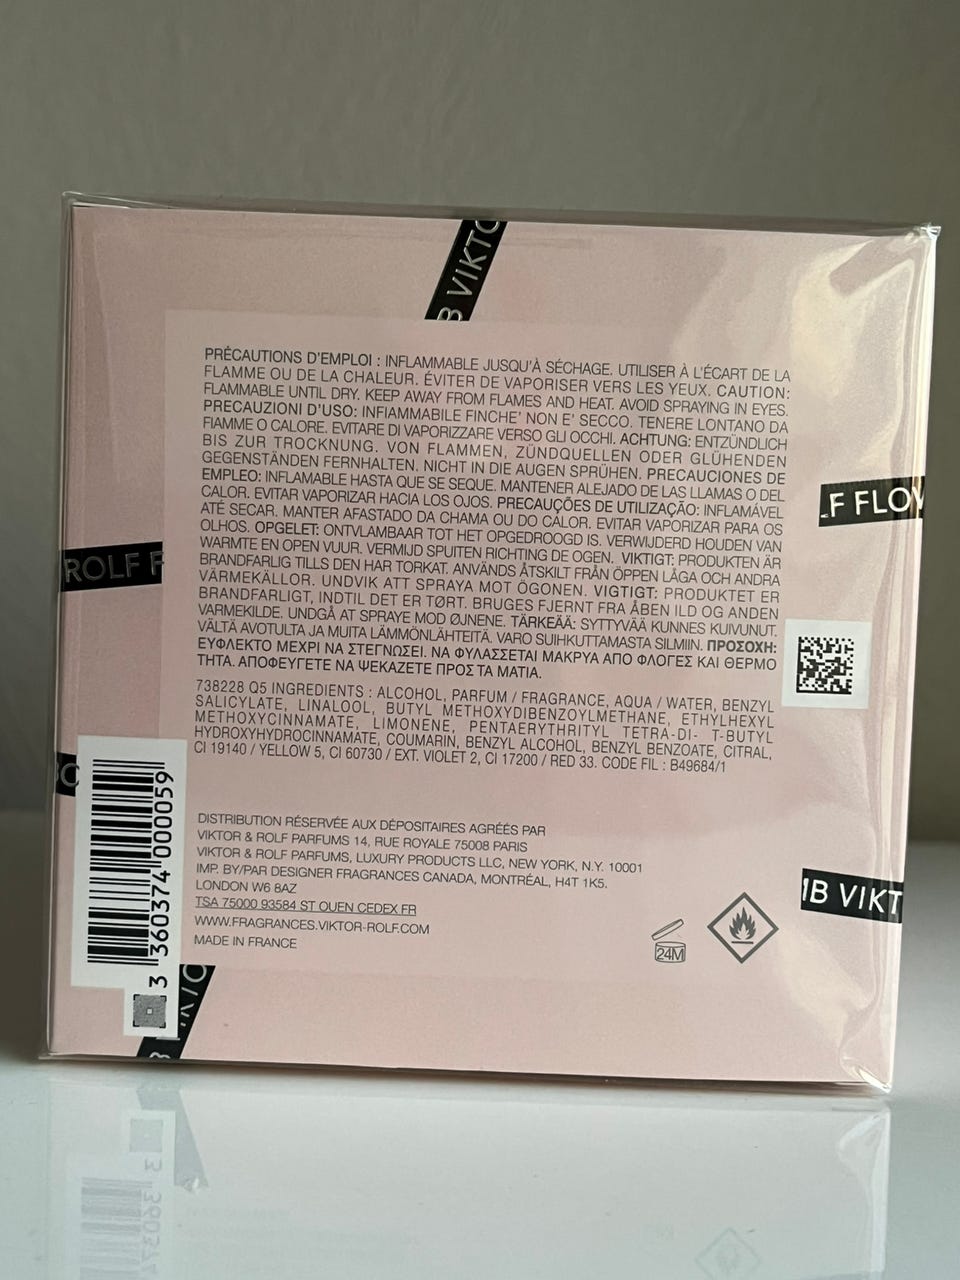 B VIKTO
PRÉCAUTIONS D'EMPLOI : INFLAMMABLE JUSQU'À SÉCHAGE. UTILISER À L'ÉCART DE LA
FLAMME OU DE LA CHALEUR. ÉVITER DE VAPORISER VERS LES YEUX. CAUTION:
FLAMMABLE UNTIL DRY. KEEP AWAY FROM FLAMES AND HEAT. AVOID SPRAYING IN EYES.
PRECAUZIONI D'USO: INFIAMMABILE FINCHE' NON E' SECCO. TENERE LONTANO DA
FIAMME O CALORE. EVITARE DI VAPORIZZARE VERSO GLI OCCHI. ACHTUNG: ENTZÜNDLICH
BIS ZUR TROCKNUNG. VON FLAMMEN, ZÜNDQUELLEN ODER GLÜHENDEN
GEGENSTÄNDEN FERNHALTEN. NICHT IN DIE AUGEN SPRÜHEN. PRECAUCIONES DE
EMPLEO: INFLAMABLE HASTA QUE SE SEQUE. MANTENER ALEJADO DE LAS LLAMAS O DEL
CALOR. EVITAR VAPORIZAR HACIA LOS OJOS. PRECAUÇÕES DE UTILIZAÇÃO: INFLAMÁVEL
ATÉ SECAR. MANTER AFASTADO DA CHAMA OU DO CALOR. EVITAR VAPORIZAR PARA OS
OLHOS. OPGELET: ONTVLAMBAAR TOT HET OPGEDROOGD IS. VERWIJDERD HOUDEN VAN
WARMTE EN OPEN VUUR. VERMIJD SPUITEN RICHTING DE OGEN. VIKTIGT: PRODUKTEN ÄR
BRANDFARLIG TILLS DEN HAR TORKAT. ANVÄNDS ÅTSKILT FRÅN ÖPPEN LÅGA OCH ANDRA
VÄRMEKÄLLOR. UNDVIK ATT SPRAYA MOT ÖGONEN. VIGTIGT: PRODUKTET ER
BRANDFARLIGT, INDTIL DET ER TØRT. BRUGES FJERNT FRA ÅBEN ILD OG ANDEN
VARMEKILDE. UNDGÅ AT SPRAYE MOD ØJNENE. TÄRKEÄÄ: SYTTYVÄÄ KUNNES KUIVUNUT.
VÄLTÄ AVOTULTA JA MUITA LÄMMÖNLÄHTEITÄ. VARO SUIHKUTTAMASTA SILMIIN. ΠΡΟΣΟΧΗ:
ΕΥΦΛΕΚΤΟ ΜΕΧΡΙ ΝΑ ΣΤΕΓΝΩΣΕΙ. ΝΑ ΦΥΛΑΣΣΕΤΑΙ ΜΑΚΡΥΑ ΑΠΟ ΦΛΟΓΕΣ ΚΑΙ ΘΕΡΜΟ
ΤΗΤΑ. ΑΠΟΦΕΥΓΕΤΕ ΝΑ ΨΕΚΑΖΕΤΕ ΠΡΟΣ ΤΑ ΜΑΤΙΑ.
738228 Q5 INGREDIENTS : ALCOHOL, PARFUM / FRAGRANCE, AQUA / WATER, BENZYL
SALICYLATE, LINALOOL, BUTYL METHOXYDIBENZOYLMETHANE, ETHYLHEXYL
METHOXYCINNAMATE, LIMONENE, PENTAERYTHRITYL TETRA-DI- T-BUTYL
HYDROXYHYDROCINNAMATE, COUMARIN, BENZYL ALCOHOL, BENZYL BENZOATE, CITRAL,
CI 19140 / YELLOW 5, CI 60730 / EXT. VIOLET 2, CI 17200 / RED 33. CODE FIL : B49684/1
DISTRIBUTION RÉSERVÉE AUX DÉPOSITAIRES AGRÉÉS PAR
VIKTOR & ROLF PARFUMS 14, RUE ROYALE 75008 PARIS
VIKTOR & ROLF PARFUMS, LUXURY PRODUCTS LLC, NEW YORK, N.Y. 10001
IMP. BY/PAR DESIGNER FRAGRANCES CANADA, MONTRÉAL, H4T 1K5.
LONDON W6 8AZ
TSA 75000 93584 ST OUEN CEDEX FR
WWW.FRAGRANCES.VIKTOR-ROLF.COM
MADE IN FRANCE
24M
3 360374 000059
ROLF F
F FLOW
MB VIKT